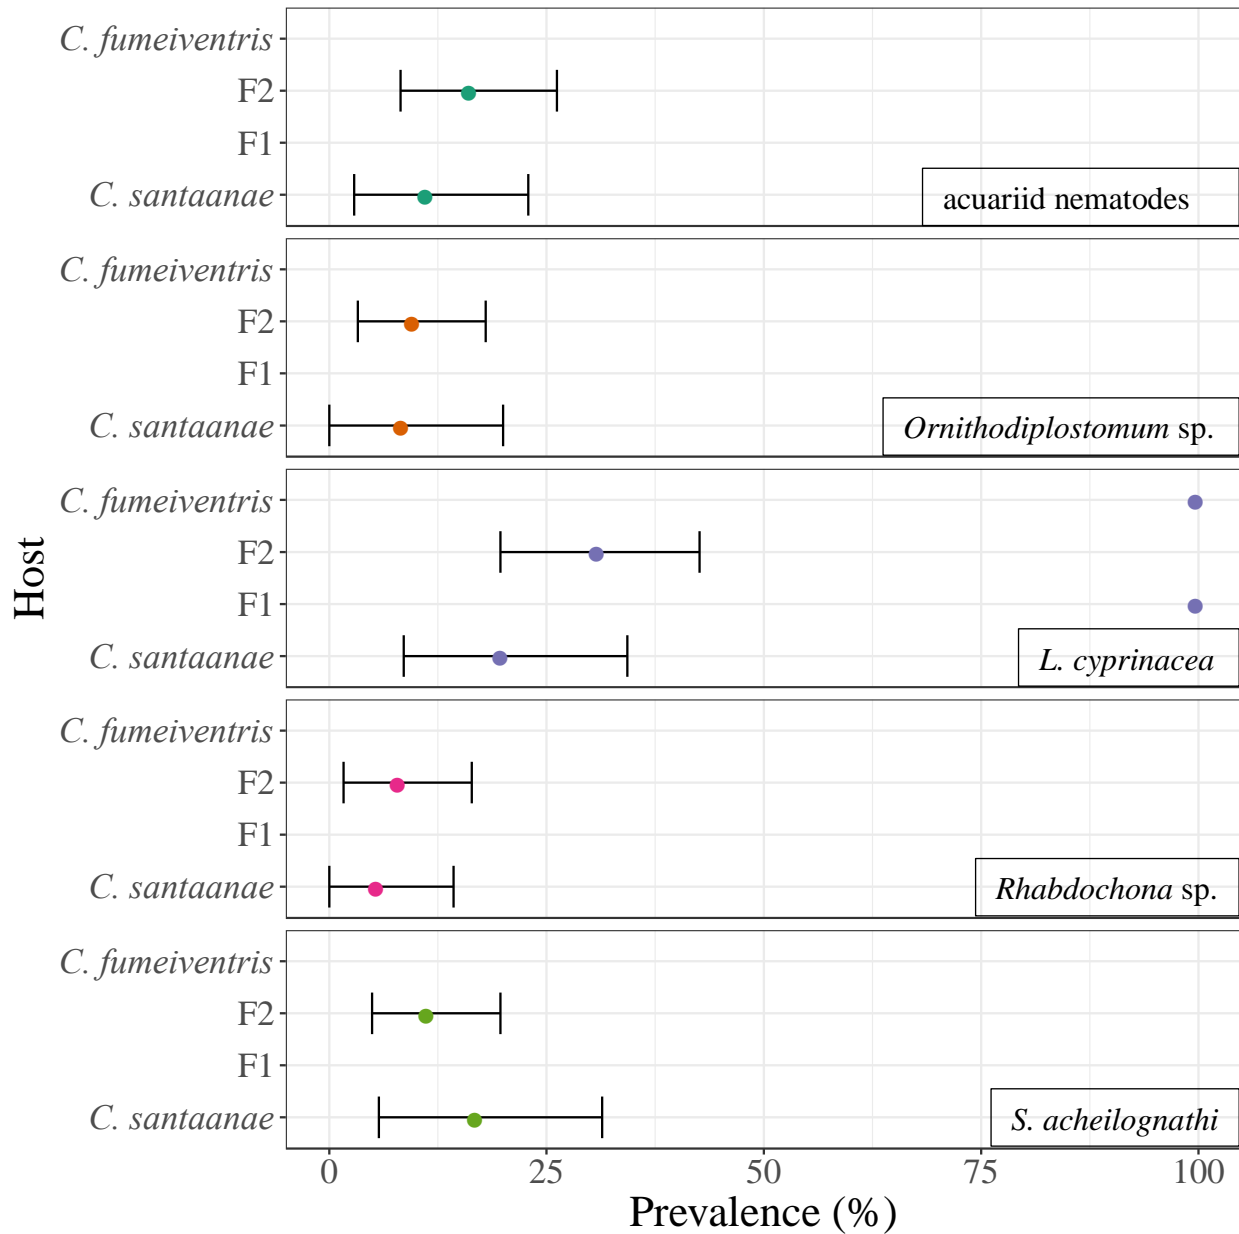 C. fumeiventris
F2
F1
C. santaanae
acuariid nematodes
C. fumeiventris
F2
F1
C. santaanae
Ornithodiplostomum sp.
C. fumeiventris
F2
F1
C. santaanae
L. cyprinacea
C. fumeiventris
F2
F1
C. santaanae
Rhabdochona sp.
C. fumeiventris
F2
F1
C. santaanae
S. acheilognathi
Host
0 25 50 75 100
Prevalence (%)